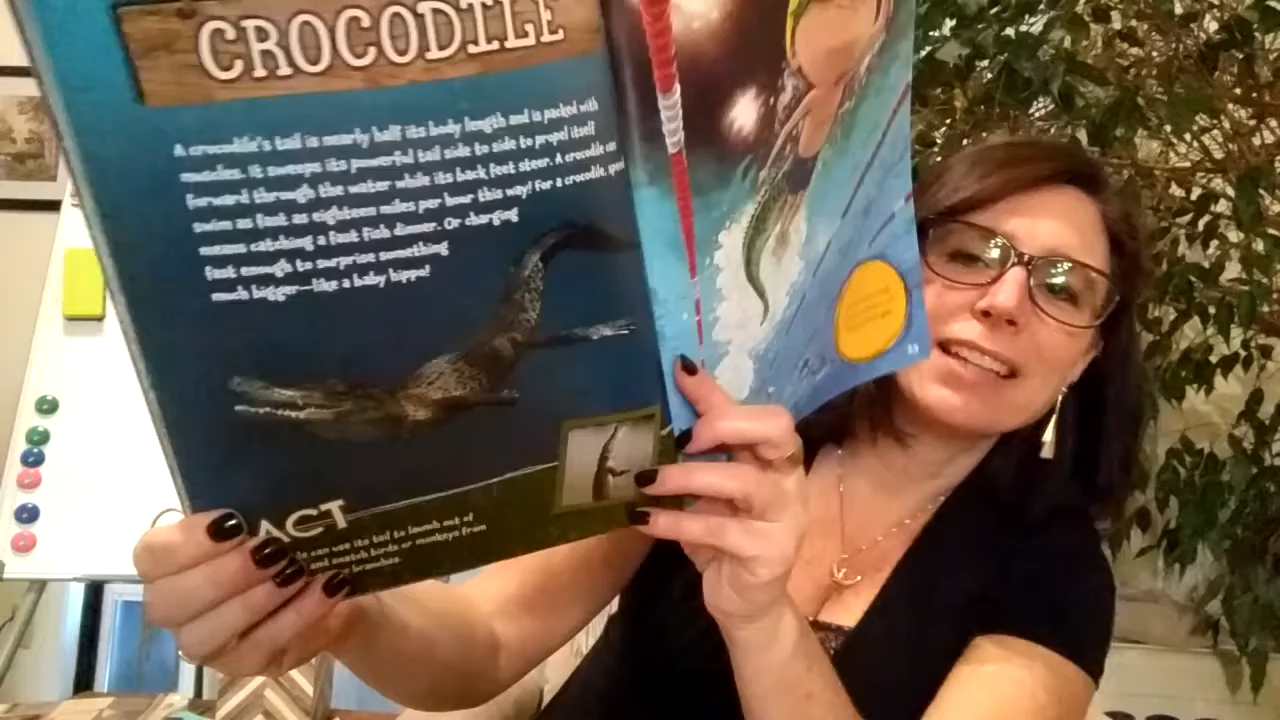 CROCODILE
A crocodile's tail is nearly half its body length and is packed with
muscles. It sweeps its powerful tail side to side to propel itself
forward through the water while its back feet steer. A crocodile can
swim as fast as eighteen miles per hour this way! For a crocodile, speed
means catching a fast fish dinner. Or charging
fast enough to surprise something
much bigger—like a baby hippo!
ACT
can use its tail to launch out of
and snatch birds or monkeys from
branches.